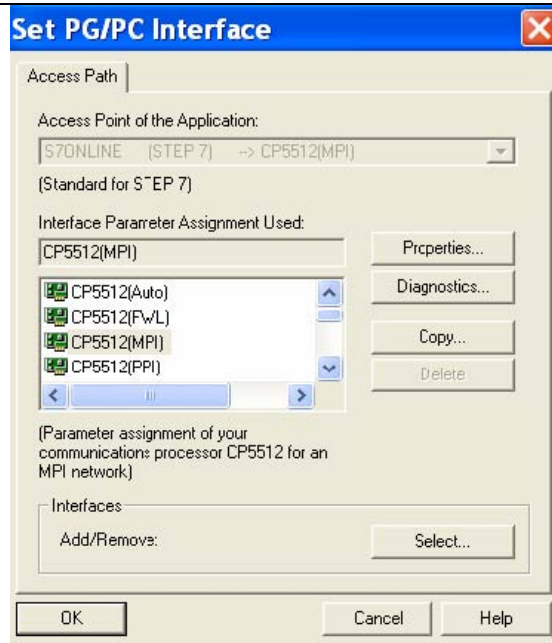 Set PG/PC Interface
Access Path
Access Point of the Application:
S7ONLINE (STEP 7) --> CP5512(MPI)
(Standard for STEP 7)
Interface Parameter Assignment Used:
CP5512(MPI)
Properties...
CP5512(Auto)
CP5512(FWL)
CP5512(MPI)
CP5512(PPI)
Diagnostics...
Copy...
Delete
(Parameter assignment of your
communications processor CP5512 for an
MPI network)
Interfaces
Add/Remove:
Select...
OK
Cancel
Help